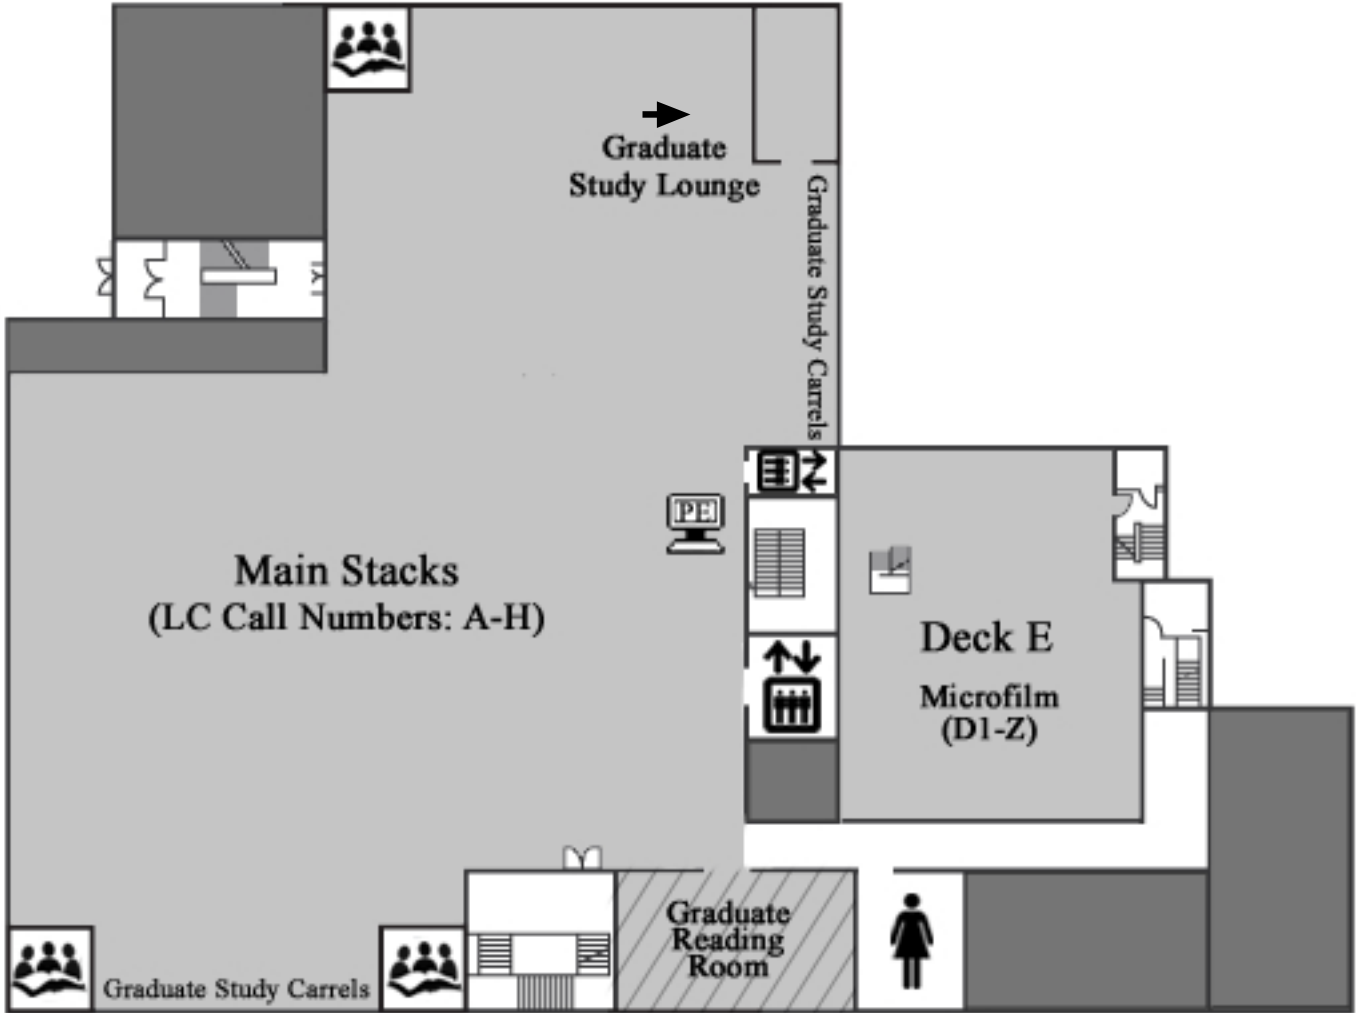 Graduate
Study Lounge
Graduate Study Carrels
PE
Main Stacks
(LC Call Numbers: A-H)
Deck E
Microfilm
(D1-Z)
Graduate
Reading
Room
Graduate Study Carrels